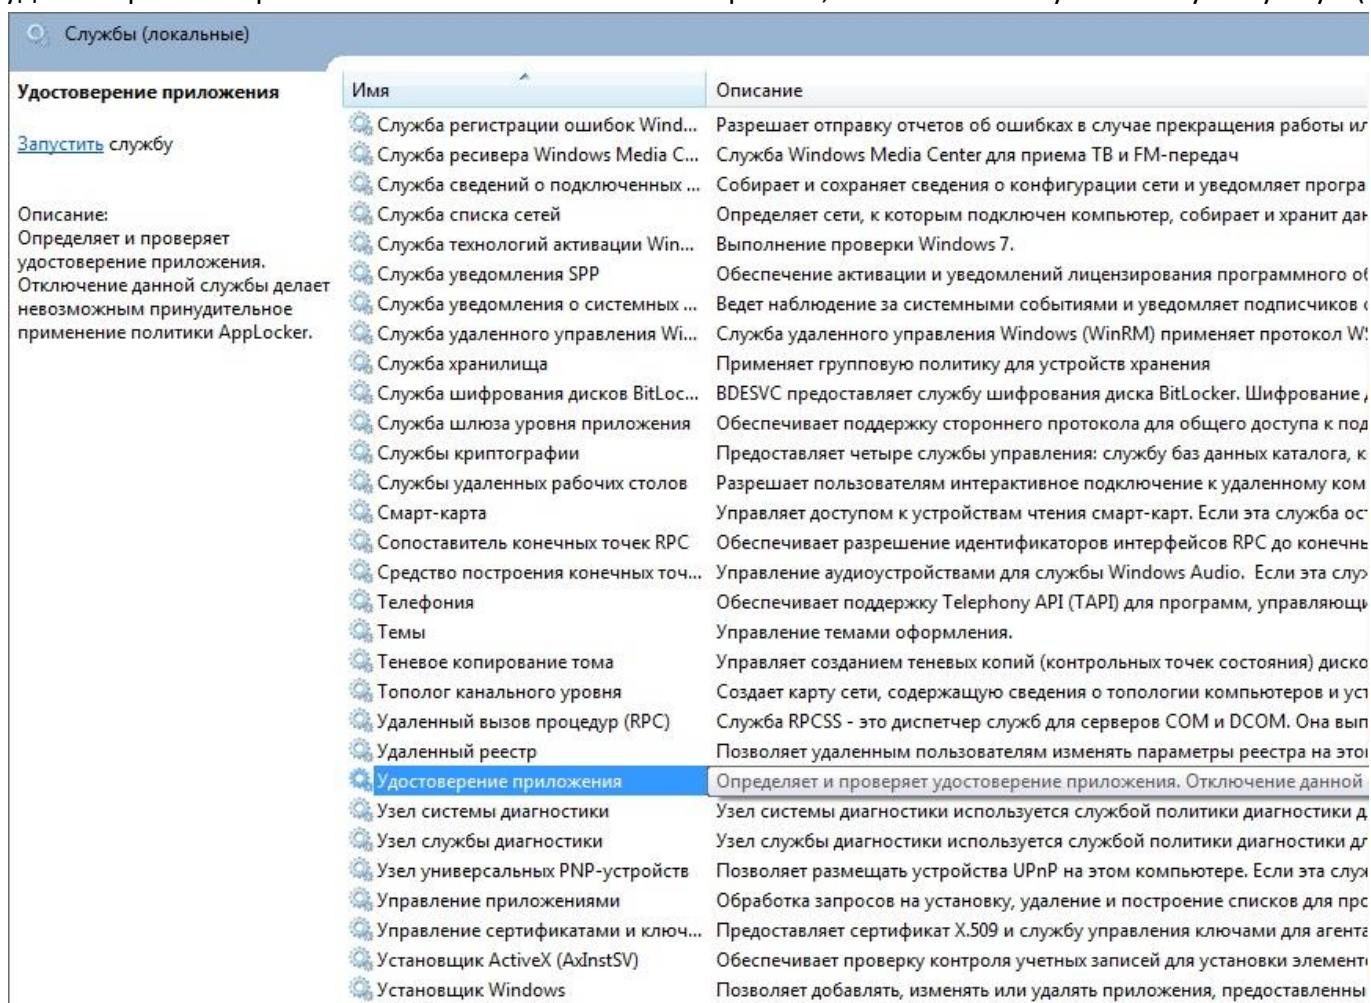 Службы (локальные)
Удостоверение приложения
Запустить службу
Описание:
Определяет и проверяет
удостоверение приложения.
Отключение данной службы делает
невозможным принудительное
применение политики AppLocker.
Имя Описание
Служба регистрации ошибок Wind... Разрешает отправку отчетов об ошибках в случае прекращения работы
Служба ресивера Windows Media C... Служба Windows Media Center для приема ТВ и FM-передач
Служба сведений о подключенных ... Собирает и сохраняет сведения о конфигурации сети и уведомляет програ
Служба списка сетей Определяет сети, к которым подключен компьютер, собирает и хранит
Служба технологий активации Win... Выполнение проверки Windows 7.
Служба уведомления SPP Обеспечение активации и уведомлений лицензирования программного
Служба уведомления о системных ... Ведет наблюдение за системными событиями и уведомляет подписчиков
Служба удаленного управления Wi... Служба удаленного управления Windows (WinRM) применяет протокол
Служба хранилища Применяет групповую политику для устройств хранения
Служба шифрования дисков BitLoc... BDESVC предоставляет службу шифрования диска BitLocker. Шифрование
Служба шлюза уровня приложения Обеспечивает поддержку стороннего протокола для общего доступа к под
Службы криптографии Предоставляет четыре службы управления: службу баз данных каталога, к
Службы удаленных рабочих столов Разрешает пользователям интерактивное подключение к удаленному ком
Смарт-карта Управляет доступом к устройствам чтения смарт-карт. Если эта служба
Сопоставитель конечных точек RPC Обеспечивает разрешение идентификаторов интерфейсов RPC до
Средство построения конечных точ... Управление аудиоустройствами для службы Windows Audio. Если эта
Телефония Обеспечивает поддержку Telephony API (TAPI) для программ,
Темы Управление темами оформления.
Теневое копирование тома Управляет созданием теневых копий (контрольных точек состояния) диско
Тополог канального уровня Создает карту сети, содержащую сведения о топологии компьютеров и
Удаленный вызов процедур (RPC) Служба RPCSS - это диспетчер служб для серверов COM и DCOM. Она вып
Удаленный реестр Позволяет удаленным пользователям изменять параметры реестра на
Удостоверение приложения Определяет и проверяет удостоверение приложения. Отключение данной
Узел системы диагностики Узел системы диагностики используется службой политики диагностики
Узел службы диагностики Узел службы диагностики используется службой политики диагностики
Узел универсальных PNP-устройств Позволяет размещать устройства UPnP на этом компьютере. Если эта
Управление приложениями Обработка запросов на установку, удаление и построение списков для
Управление сертификатами и ключ... Предоставляет сертификат X.509 и службу управления ключами для
Установщик ActiveX (AxInstSV) Обеспечивает проверку контроля учетных записей для установки
Установщик Windows Позволяет добавлять, изменять или удалять приложения,